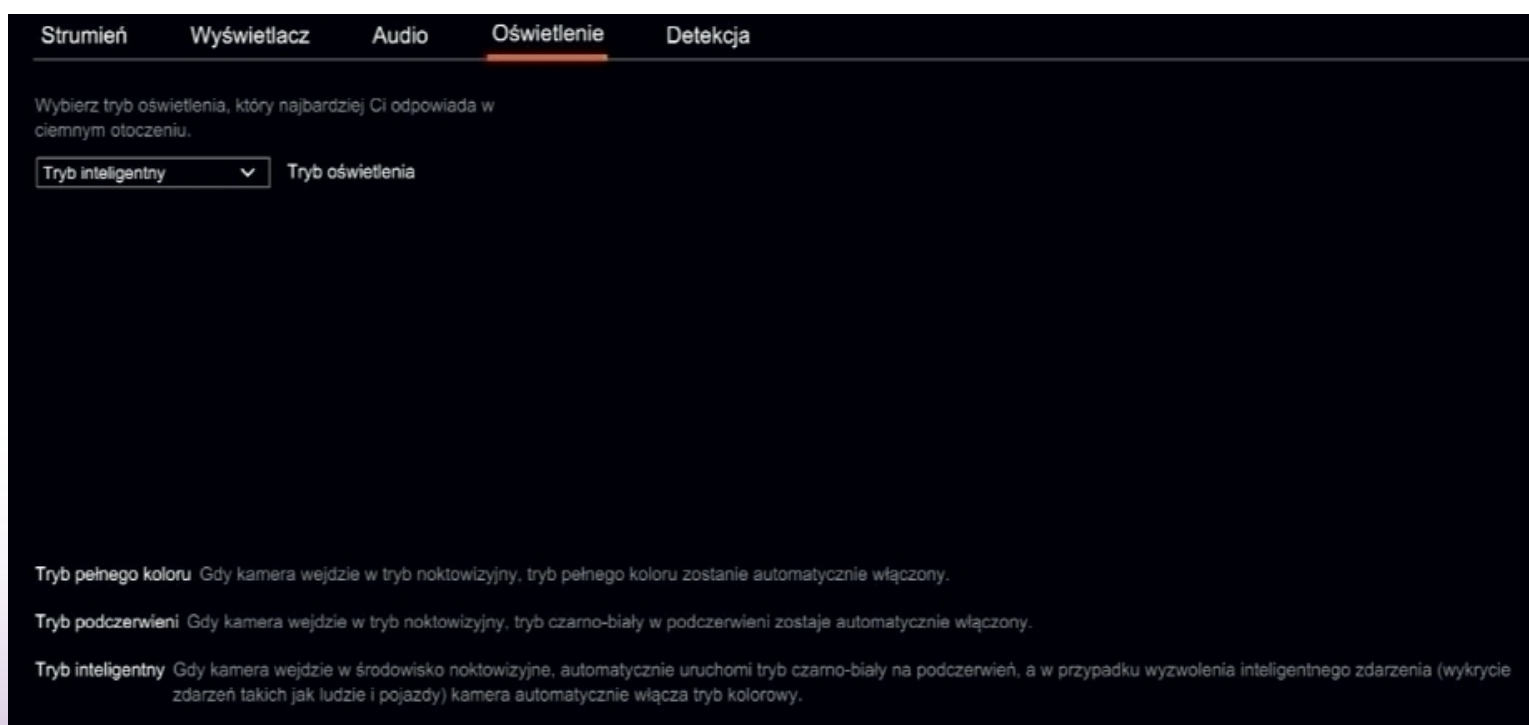 Strumień Wyświetlacz Audio Oświetlenie Detekcja
Wybierz tryb oświetlenia, który najbardziej Ci odpowiada w
ciemnym otoczeniu.
Tryb inteligentny Tryb oświetlenia
Tryb pełnego koloru Gdy kamera wejdzie w tryb noktowizyjny, tryb pełnego koloru zostanie automatycznie włączony.
Tryb podczerwieni Gdy kamera wejdzie w tryb noktowizyjny, tryb czarno-biały w podczerwieni zostaje automatycznie włączony.
Tryb inteligentny Gdy kamera wejdzie w środowisko noktowizyjne, automatycznie uruchomi tryb czarno-biały na podczerwień, a w przypadku wyzwolenia inteligentnego zdarzenia (wykrycie
zdarzeń takich jak ludzie i pojazdy) kamera automatycznie włącza tryb kolorowy.